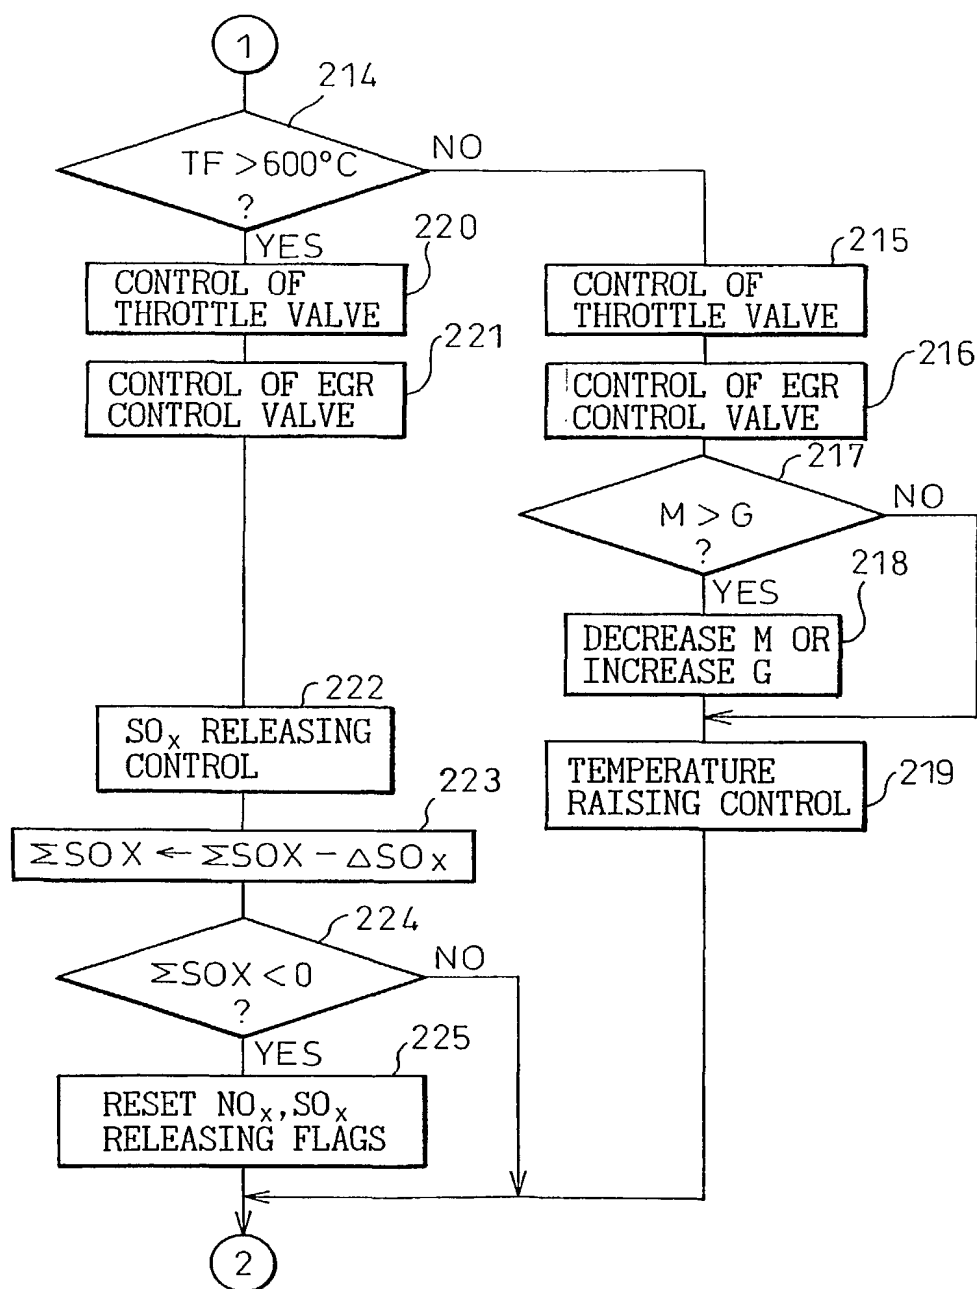 1
214
TF>600°C
?
NO
YES
220
CONTROL OF
THROTTLE VALVE
221
CONTROL OF EGR
CONTROL VALVE
215
CONTROL OF
THROTTLE VALVE
216
CONTROL OF EGR
CONTROL VALVE
217
M>G
?
NO
YES
218
DECREASE M OR
INCREASE G
222
SOx RELEASING
CONTROL
219
TEMPERATURE
RAISING CONTROL
223
ΣSOX ← ΣSOX − △SOx
224
ΣSOX<0
?
NO
YES
225
RESET NOx,SOx
RELEASING FLAGS
2